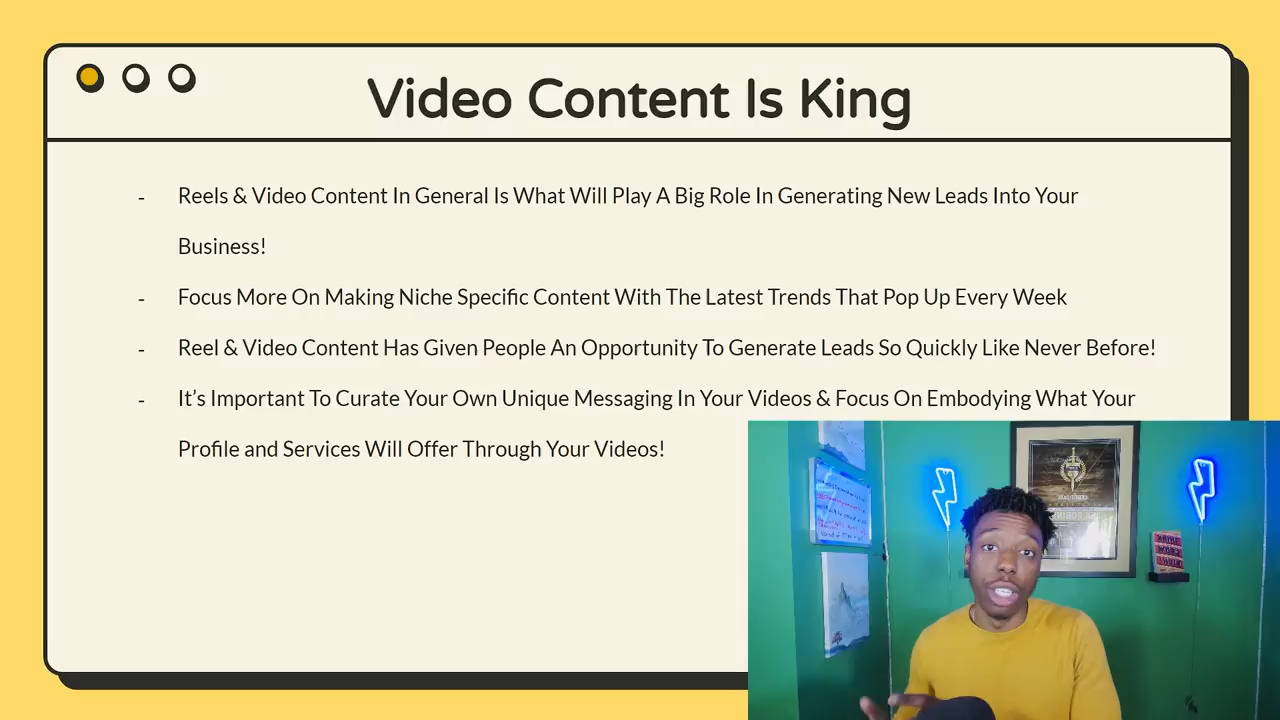 Video Content Is King
- Reels & Video Content In General Is What Will Play A Big Role In Generating New Leads Into Your
Business!
- Focus More On Making Niche Specific Content With The Latest Trends That Pop Up Every Week
- Reel & Video Content Has Given People An Opportunity To Generate Leads So Quickly Like Never Before!
- It’s Important To Curate Your Own Unique Messaging In Your Videos & Focus On Embodying What Your
Profile and Services Will Offer Through Your Videos!